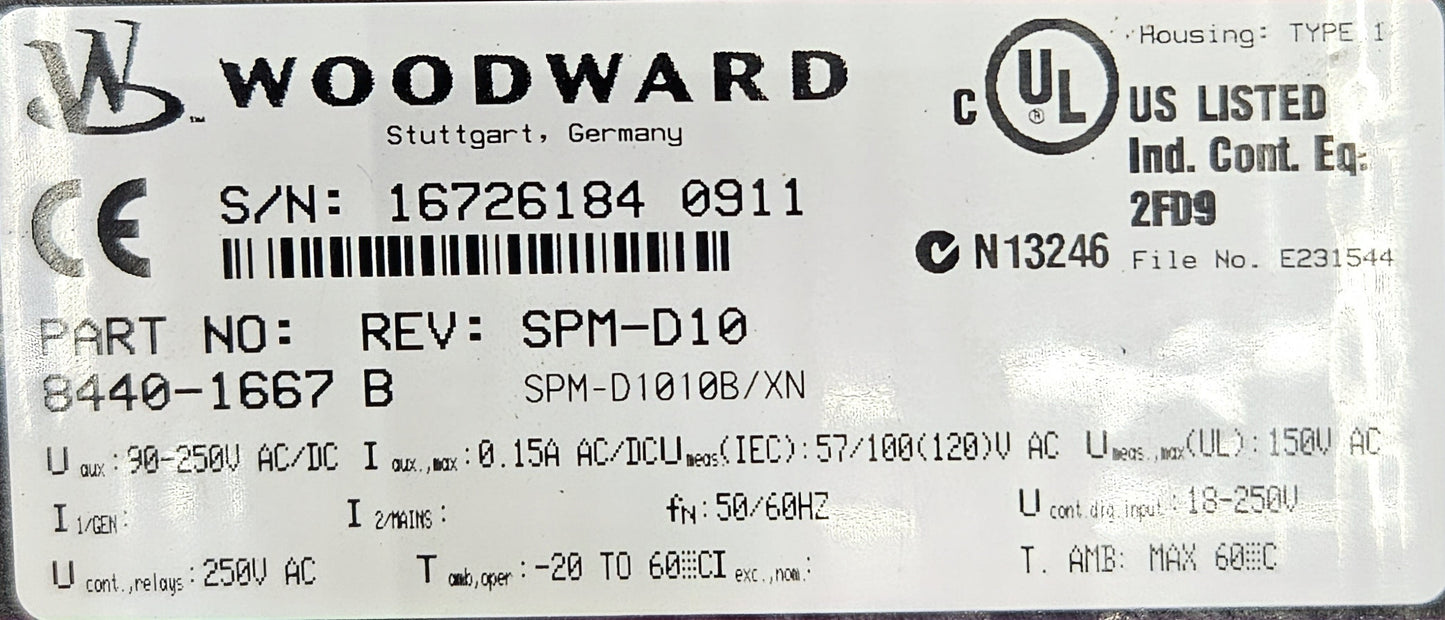 WOODWARD
Stuttgart, Germany
Housing: TYPE 1
C UL® US LISTED
Ind. Cont. Eq.
2FD9
CE S/N: 16726184 0911
N13246 File No. E231544
PART NO: REV: SPM-D10
8440-1667 B SPM-D1010B/XN
U aux: 90-250V AC/DC I aux.,max: 0.15A AC/DC U meas(IEC): 57/100(120)V AC U meas.,max(UL): 150V AC
I 1/GEN: I 2/MAINS: fN: 50/60HZ U cont.dig.input: 18-250V
U cont.,relays: 250V AC T amb,oper: -20 TO 60░C I exc.,nom.: T. AMB: MAX 60░C